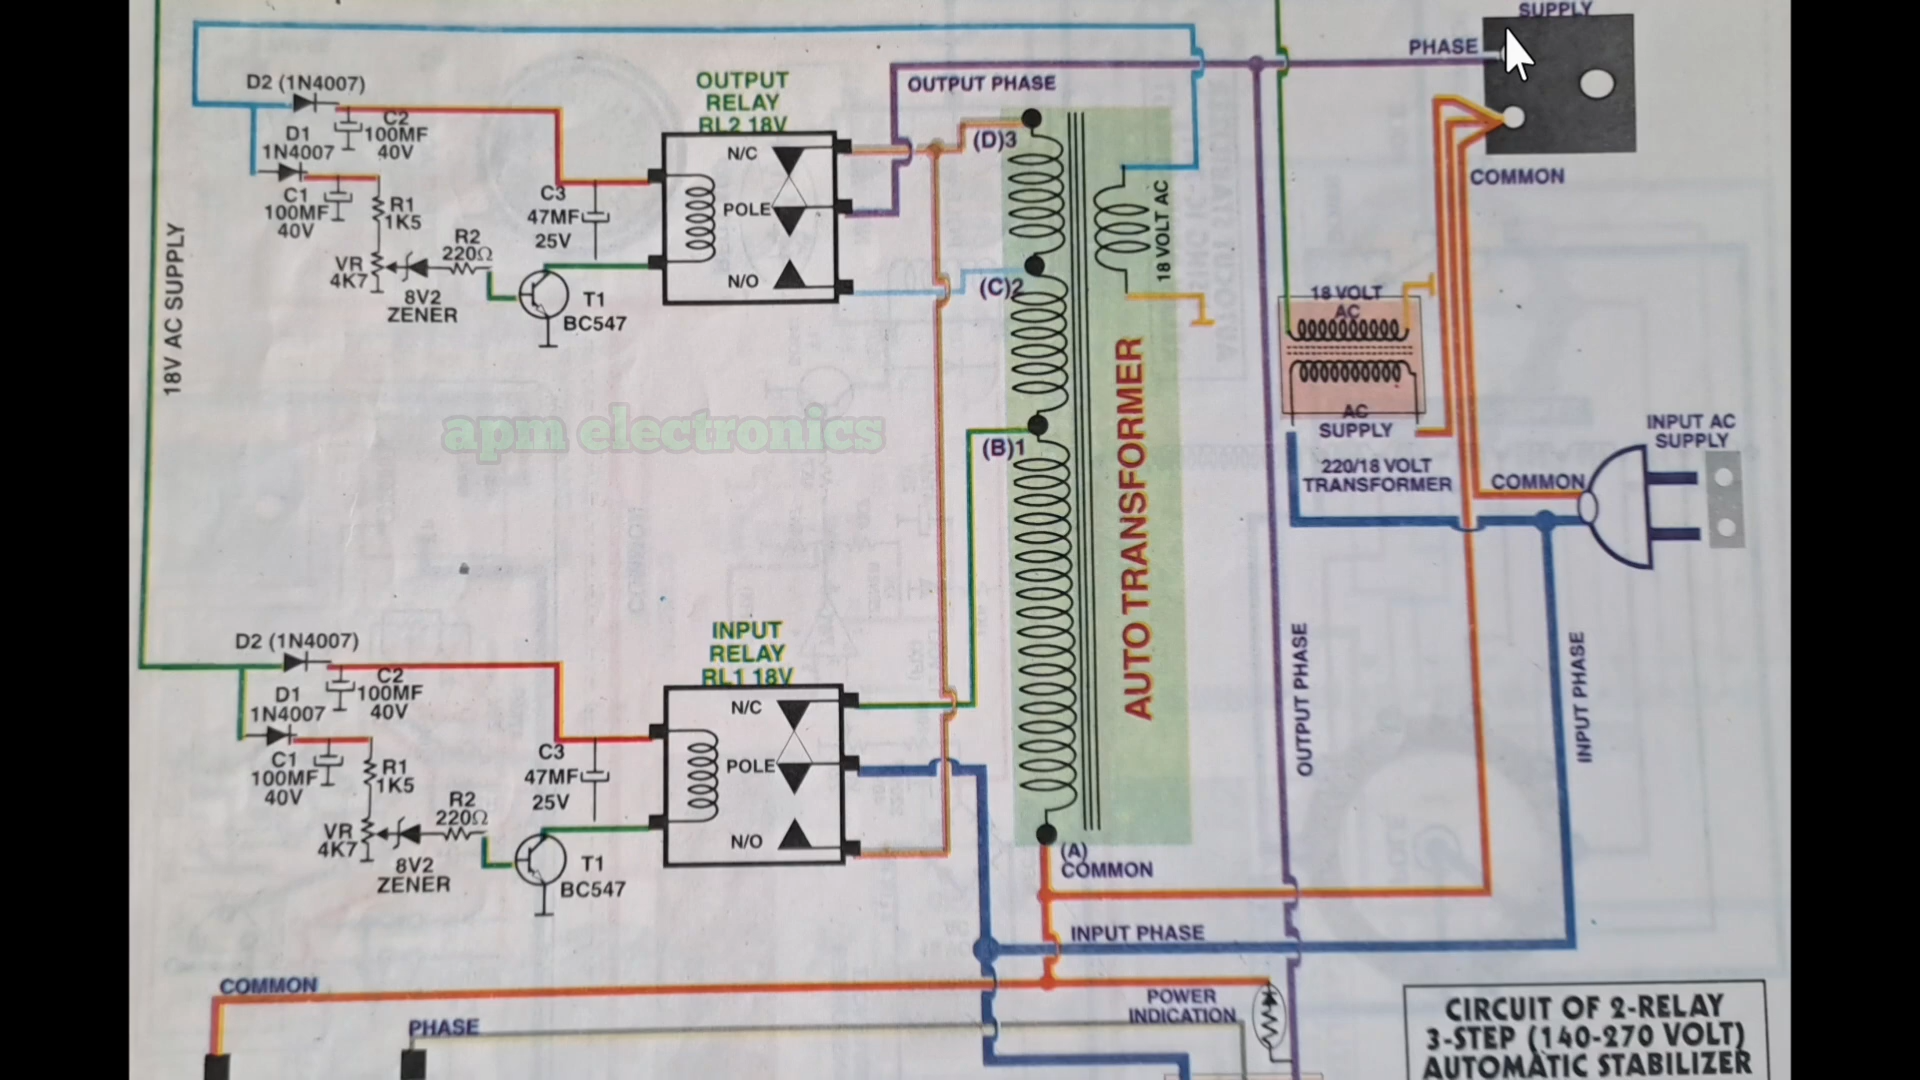 SUPPLY
PHASE
COMMON
D2 (1N4007)
C2
100MF
40V
D1
1N4007
C1
100MF
40V
R1
1K5
VR
4K7
8V2
ZENER
R2
220Ω
C3
47MF
25V
T1
BC547
OUTPUT
RELAY
RL2 18V
N/C
POLE
N/O
OUTPUT PHASE
(D)3
(C)2
(B)1
18 VOLT AC
AUTO TRANSFORMER
18V AC SUPPLY
apm electronics
18 VOLT
AC
AC
SUPPLY
220/18 VOLT
TRANSFORMER
INPUT AC
SUPPLY
COMMON
OUTPUT PHASE
INPUT PHASE
D2 (1N4007)
C2
100MF
40V
D1
1N4007
C1
100MF
40V
R1
1K5
VR
4K7
8V2
ZENER
R2
220Ω
C3
47MF
25V
T1
BC547
INPUT
RELAY
RL1 18V
N/C
POLE
N/O
(A)
COMMON
INPUT PHASE
COMMON
PHASE
POWER
INDICATION
CIRCUIT OF 2-RELAY
3-STEP (140-270 VOLT)
AUTOMATIC STABILIZER